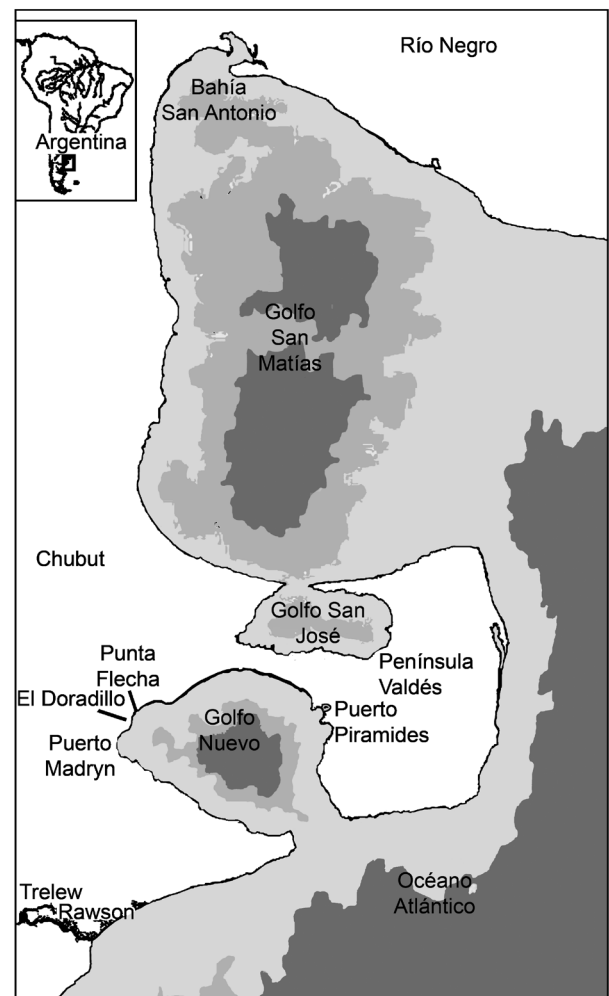 Río Negro
Bahía
San Antonio
Argentina
Golfo
San
Matías
Chubut
Golfo San
José
Punta
Flecha
Península
Valdés
El Doradillo
Golfo
Nuevo
Puerto
Piramides
Puerto
Madryn
Océano
Atlántico
Trelew
Rawson